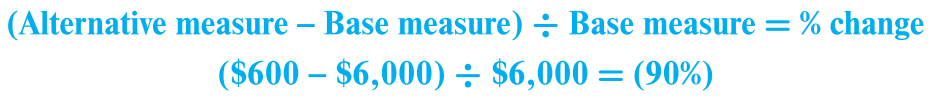 (Alternative measure – Base measure) ÷ Base measure = % change
($600 – $6,000) ÷ $6,000 = (90%)